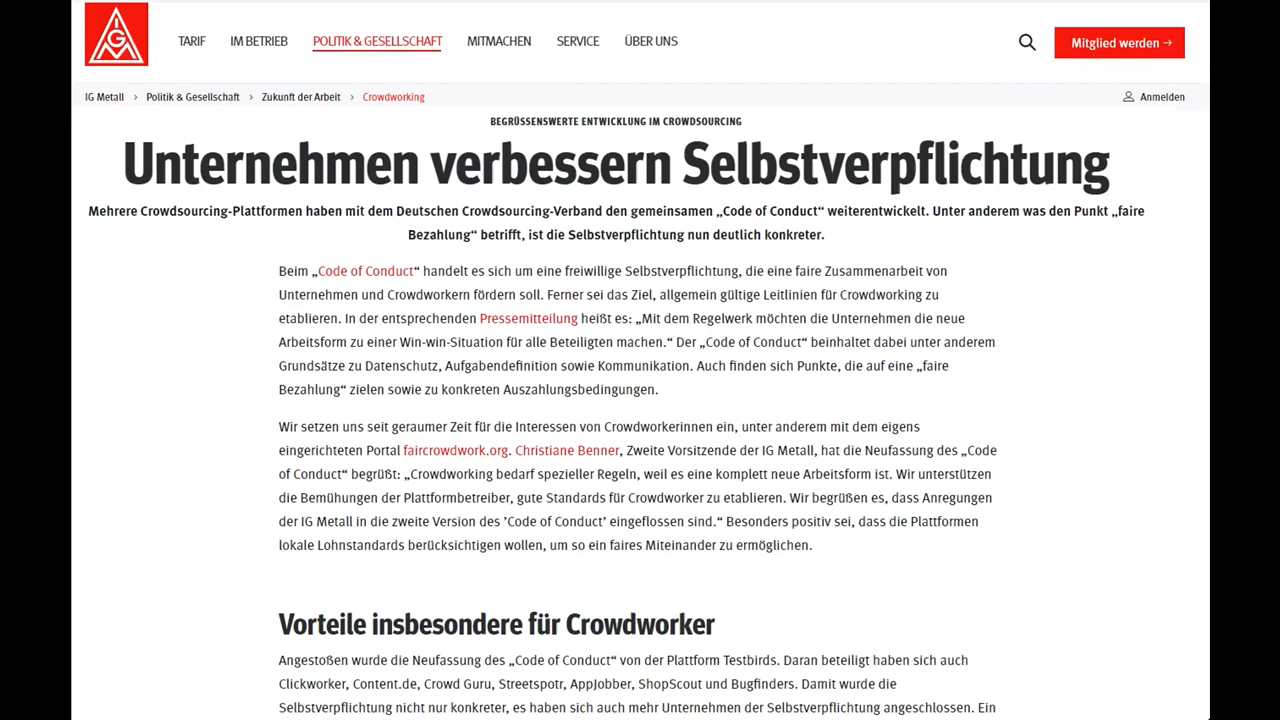 IGM
TARIF IM BETRIEB POLITIK & GESELLSCHAFT MITMACHEN SERVICE ÜBER UNS Mitglied werden →
IG Metall › Politik & Gesellschaft › Zukunft der Arbeit › Crowdworking Anmelden
BEGRÜSSENSWERTE ENTWICKLUNG IM CROWDSOURCING
Unternehmen verbessern Selbstverpflichtung
Mehrere Crowdsourcing-Plattformen haben mit dem Deutschen Crowdsourcing-Verband den gemeinsamen „Code of Conduct“ weiterentwickelt. Unter anderem was den Punkt „faire
Bezahlung“ betrifft, ist die Selbstverpflichtung nun deutlich konkreter.
Beim „Code of Conduct“ handelt es sich um eine freiwillige Selbstverpflichtung, die eine faire Zusammenarbeit von
Unternehmen und Crowdworkern fördern soll. Ferner sei das Ziel, allgemein gültige Leitlinien für Crowdworking zu
etablieren. In der entsprechenden Pressemitteilung heißt es: „Mit dem Regelwerk möchten die Unternehmen die neue
Arbeitsform zu einer Win-win-Situation für alle Beteiligten machen.“ Der „Code of Conduct“ beinhaltet dabei unter anderem
Grundsätze zu Datenschutz, Aufgabendefinition sowie Kommunikation. Auch finden sich Punkte, die auf eine „faire
Bezahlung“ zielen sowie zu konkreten Auszahlungsbedingungen.
Wir setzen uns seit geraumer Zeit für die Interessen von Crowdworkerinnen ein, unter anderem mit dem eigens
eingerichteten Portal faircrowdwork.org. Christiane Benner, Zweite Vorsitzende der IG Metall, hat die Neufassung des „Code
of Conduct“ begrüßt: „Crowdworking bedarf spezieller Regeln, weil es eine komplett neue Arbeitsform ist. Wir unterstützen
die Bemühungen der Plattformbetreiber, gute Standards für Crowdworker zu etablieren. Wir begrüßen es, dass Anregungen
der IG Metall in die zweite Version des ’Code of Conduct’ eingeflossen sind.“ Besonders positiv sei, dass die Plattformen
lokale Lohnstandards berücksichtigen wollen, um so ein faires Miteinander zu ermöglichen.
Vorteile insbesondere für Crowdworker
Angestoßen wurde die Neufassung des „Code of Conduct“ von der Plattform Testbirds. Daran beteiligt haben sich auch
Clickworker, Content.de, Crowd Guru, Streetspotr, AppJobber, ShopScout und Bugfinders. Damit wurde die
Selbstverpflichtung nicht nur konkreter, es haben sich auch mehr Unternehmen der Selbstverpflichtung angeschlossen. Ein